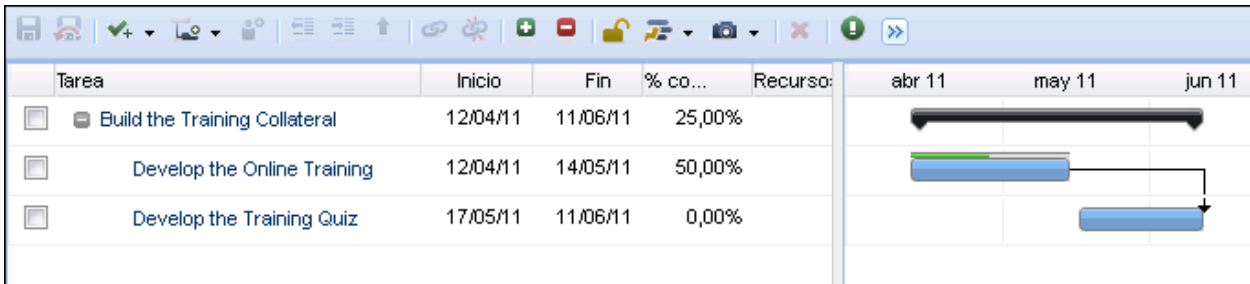 Tarea Inicio Fin % co... Recurso: abr 11 may 11 jun 11
Build the Training Collateral 12/04/11 11/06/11 25,00%
Develop the Online Training 12/04/11 14/05/11 50,00%
Develop the Training Quiz 17/05/11 11/06/11 0,00%